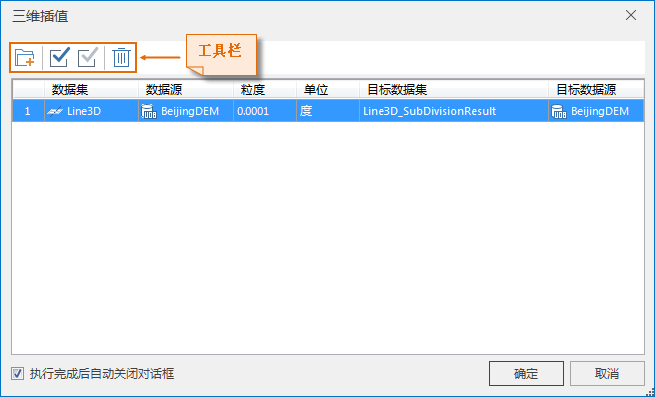 三维插值
工具栏
数据集 数据源 粒度 单位 目标数据集 目标数据源
1 Line3D BeijingDEM 0.0001 度 Line3D_SubDivisionResult BeijingDEM
执行完成后自动关闭对话框
确定 取消